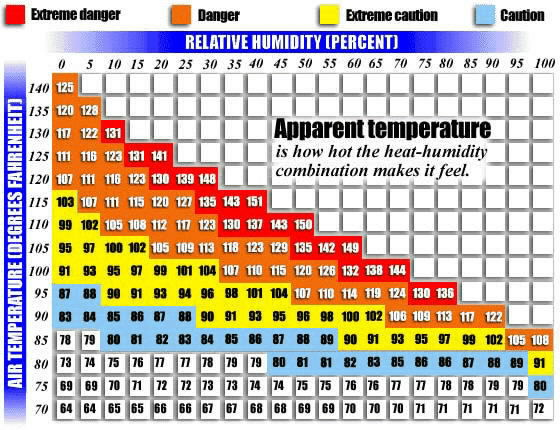 Extreme danger Danger Extreme caution Caution
RELATIVE HUMIDITY (PERCENT)
0 5 10 15 20 25 30 35 40 45 50 55 60 65 70 75 80 85 90 95 100
AIR TEMPERATURE (DEGREES FAHRENHEIT)
140 125
135 120 128
130 117 122 131
Apparent temperature
125 111 116 123 131 141
is how hot the heat-humidity
120 107 111 116 123 130 139 148
combination makes it feel.
115 103 107 111 115 120 127 135 143 151
110 99 102 105 108 112 117 123 130 137 143 150
105 95 97 100 102 105 109 113 118 123 129 135 142 149
100 91 93 95 97 99 101 104 107 110 115 120 126 132 138 144
95 87 88 90 91 93 94 96 98 101 104 107 110 114 119 124 130 136
90 83 84 85 86 87 88 90 91 93 95 96 98 100 102 106 109 113 117 122
85 78 79 80 81 82 83 84 85 86 87 88 89 90 91 93 95 97 99 102 105 108
80 73 74 75 76 77 77 78 79 79 80 81 81 82 83 85 86 86 87 88 89 91
75 69 69 70 71 72 72 73 73 74 74 75 75 76 76 77 77 78 78 79 79 80
70 64 64 65 65 66 66 67 67 68 68 69 69 70 70 70 70 71 71 71 71 72